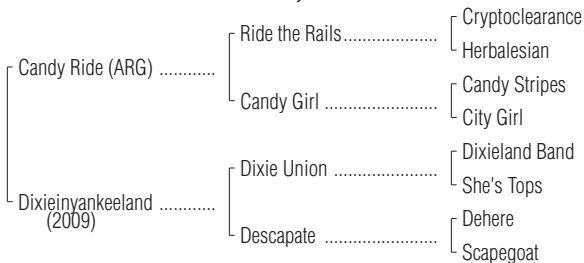 Cryptoclearance
Ride the Rails..................
Herbalesian
Candy Ride (ARG) ............
Candy Stripes
Candy Girl ......................
City Girl
Dixieland Band
Dixie Union ....................
She's Tops
Dixieinyankeeland ............
(2009)
Dehere
Descapate ......................
Scapegoat